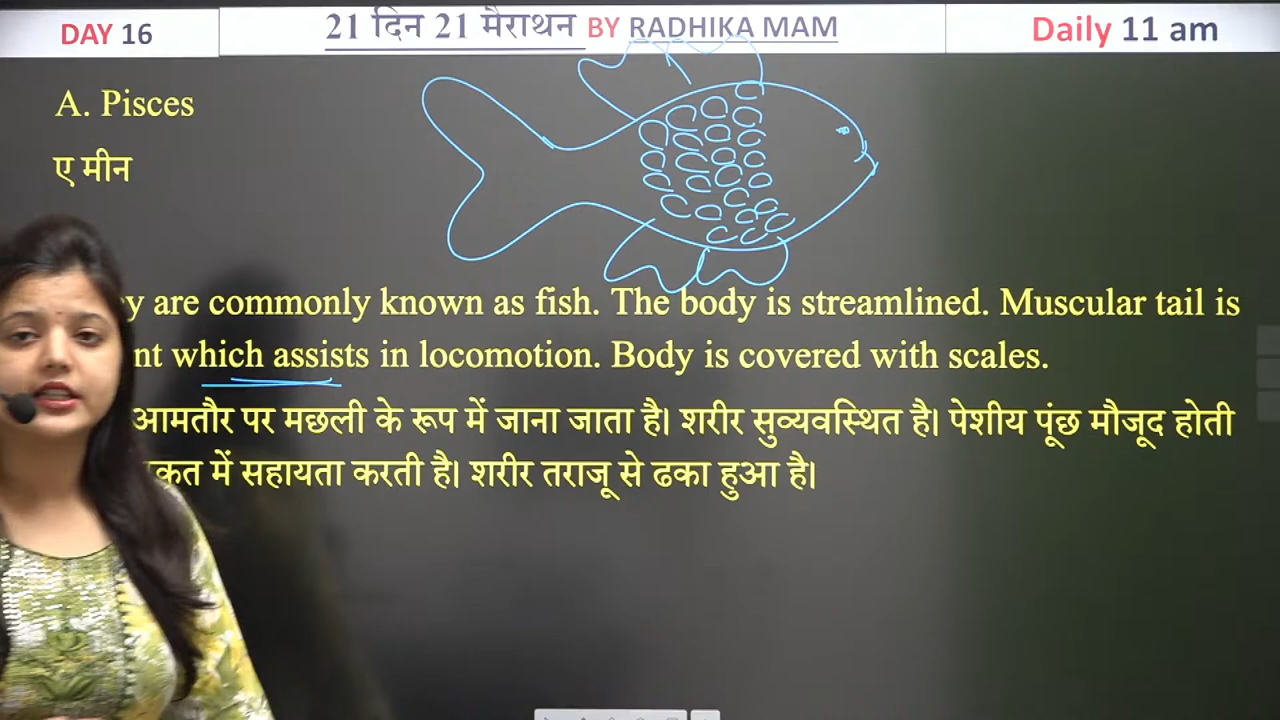 DAY 16
21 दिन 21 मैराथन BY RADHIKA MAM
Daily 11 am
A. Pisces
ए मीन
are commonly known as fish. The body is streamlined. Muscular tail is
which assists in locomotion. Body is covered with scales.
आमतौर पर मछली के रूप में जाना जाता है। शरीर सुव्यवस्थित है। पेशीय पूंछ मौजूद होती
में सहायता करती है। शरीर तराजू से ढका हुआ है।